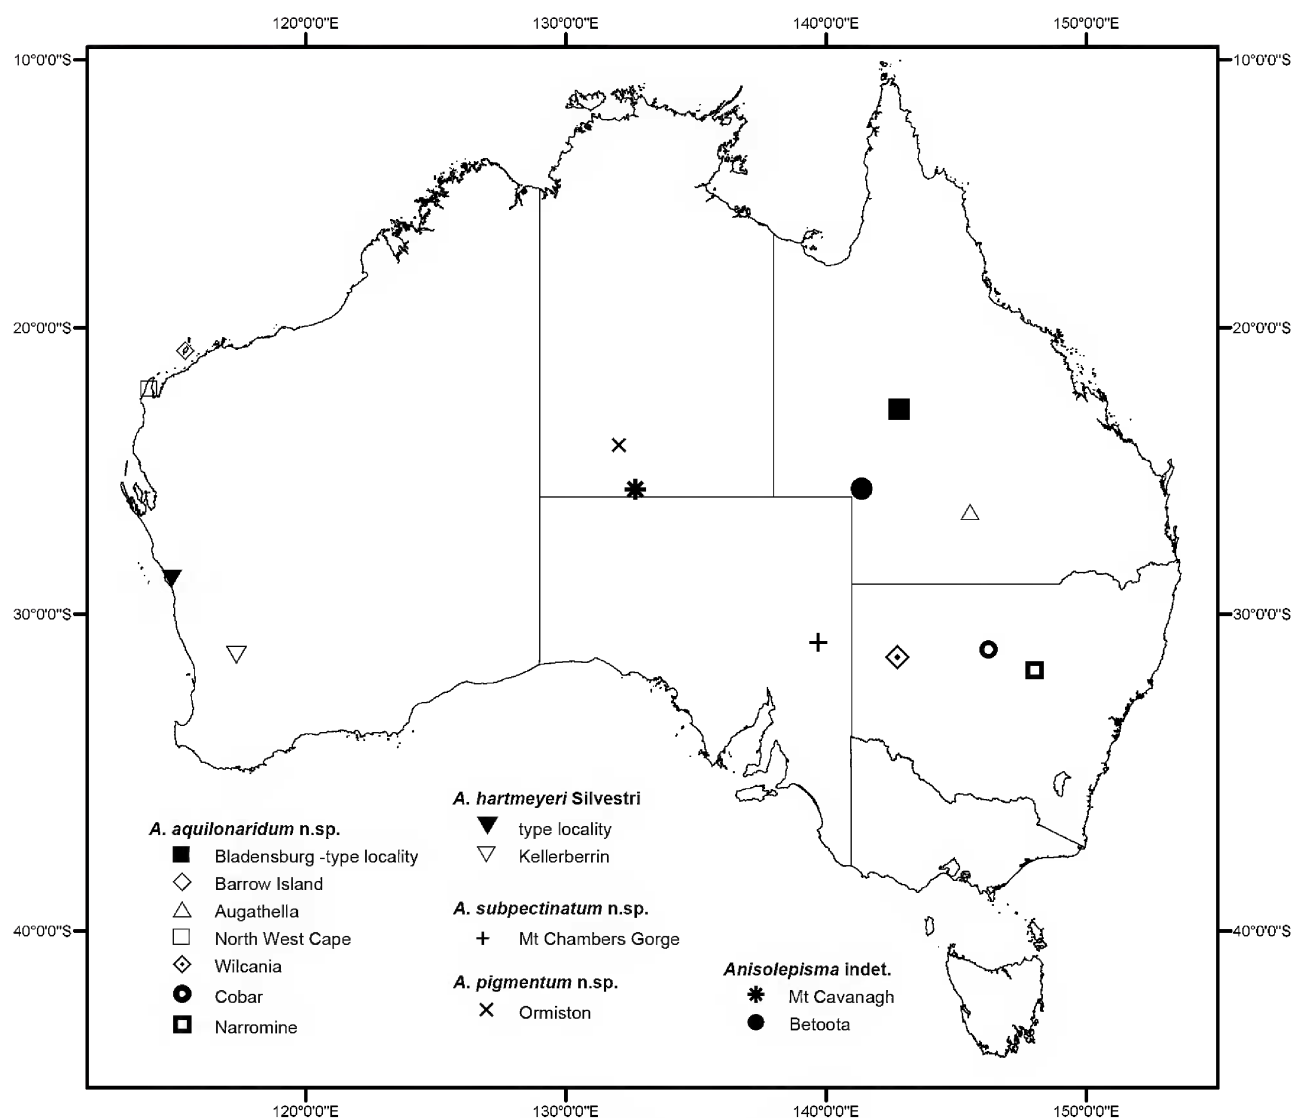 120°0'0"E 130°0'0"E 140°0'0"E 150°0'0"E
10°0'0"S 10°0'0"S
20°0'0"S 20°0'0"S
30°0'0"S 30°0'0"S
40°0'0"S 40°0'0"S
A. aquilonaridum n.sp.
Bladensburg -type locality
Barrow Island
Augathella
North West Cape
Wilcania
Cobar
Narromine
A. hartmeyeri Silvestri
type locality
Kellerberrin
A. subpectinatum n.sp.
Mt Chambers Gorge
A. pigmentum n.sp.
Ormiston
Anisolepisma indet.
Mt Cavanagh
Betoota
120°0'0"E 130°0'0"E 140°0'0"E 150°0'0"E